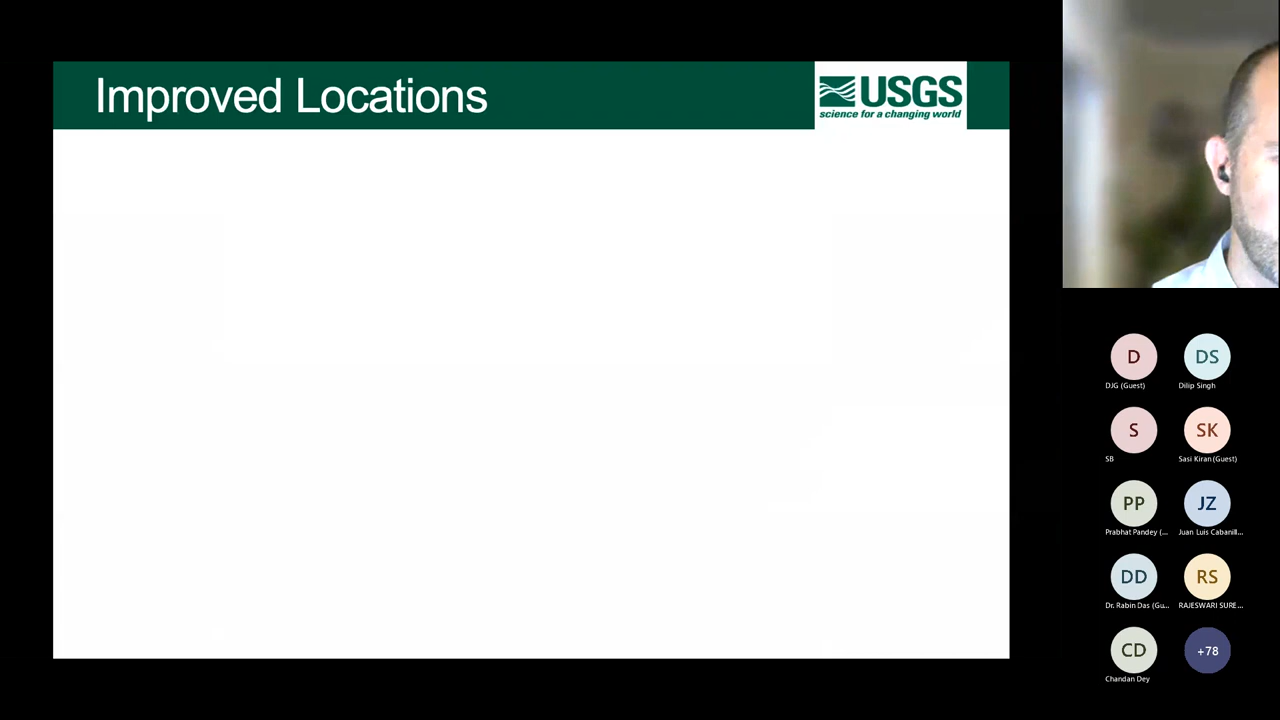 Improved Locations
USGS
science for a changing world
D
DS
DJG (Guest)
Dilip Singh
S
SK
SB
Sasi Kiran (Guest)
PP
JZ
Prabhat Pandey (...
Juan Luis Cabanill...
DD
RS
Dr. Rabin Das (Gu...
RAJESWARI SURE...
CD
+78
Chandan Dey